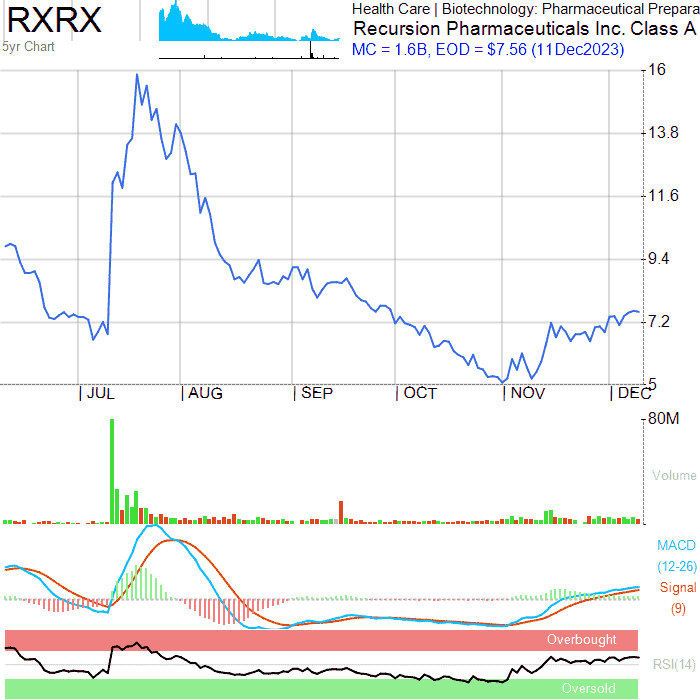 RXRX
5yr Chart
Health Care | Biotechnology: Pharmaceutical Prepara
Recursion Pharmaceuticals Inc. Class A
MC = 1.6B, EOD = $7.56 (11Dec2023)
16
13.8
11.6
9.4
7.2
5
JUL AUG SEP OCT NOV DEC
80M
Volume
MACD
(12-26)
Signal
(9)
Overbought
RSI(14)
Oversold